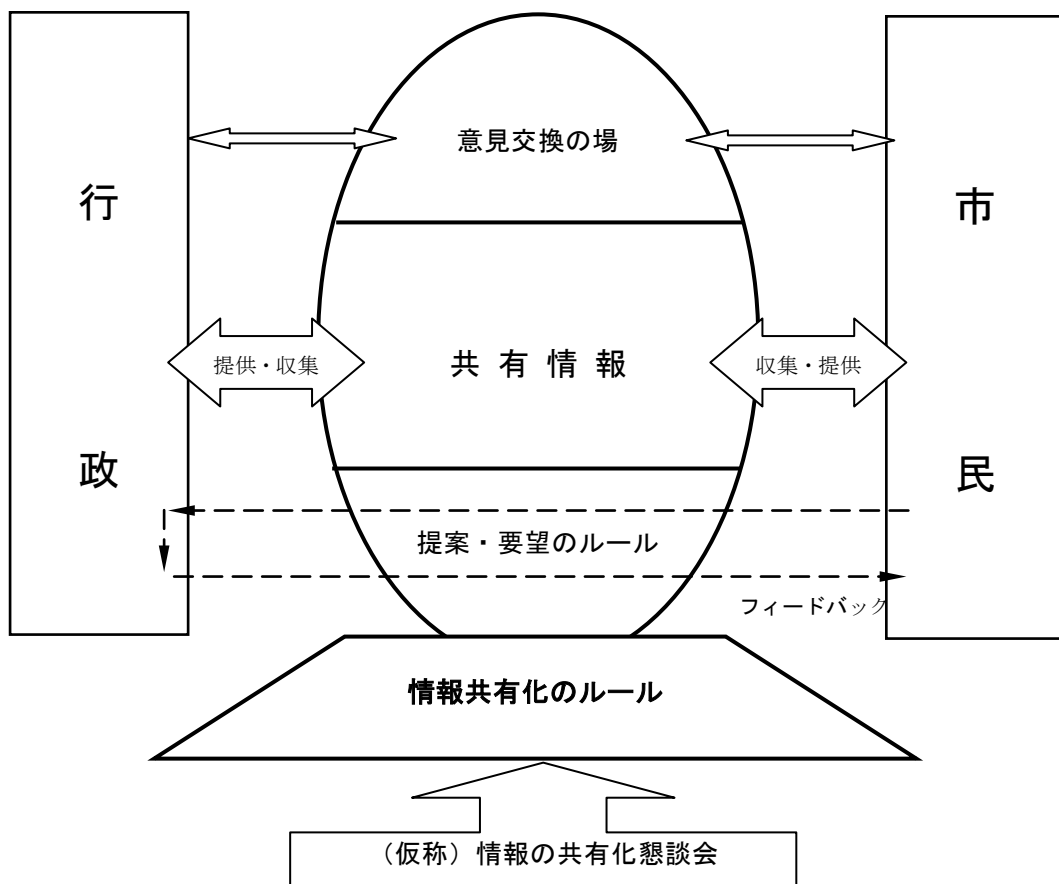 意見交換の場
行政
市民
提供・収集
共有情報
収集・提供
提案・要望のルール
フィードバック
情報共有化のルール
（仮称）情報の共有化懇談会